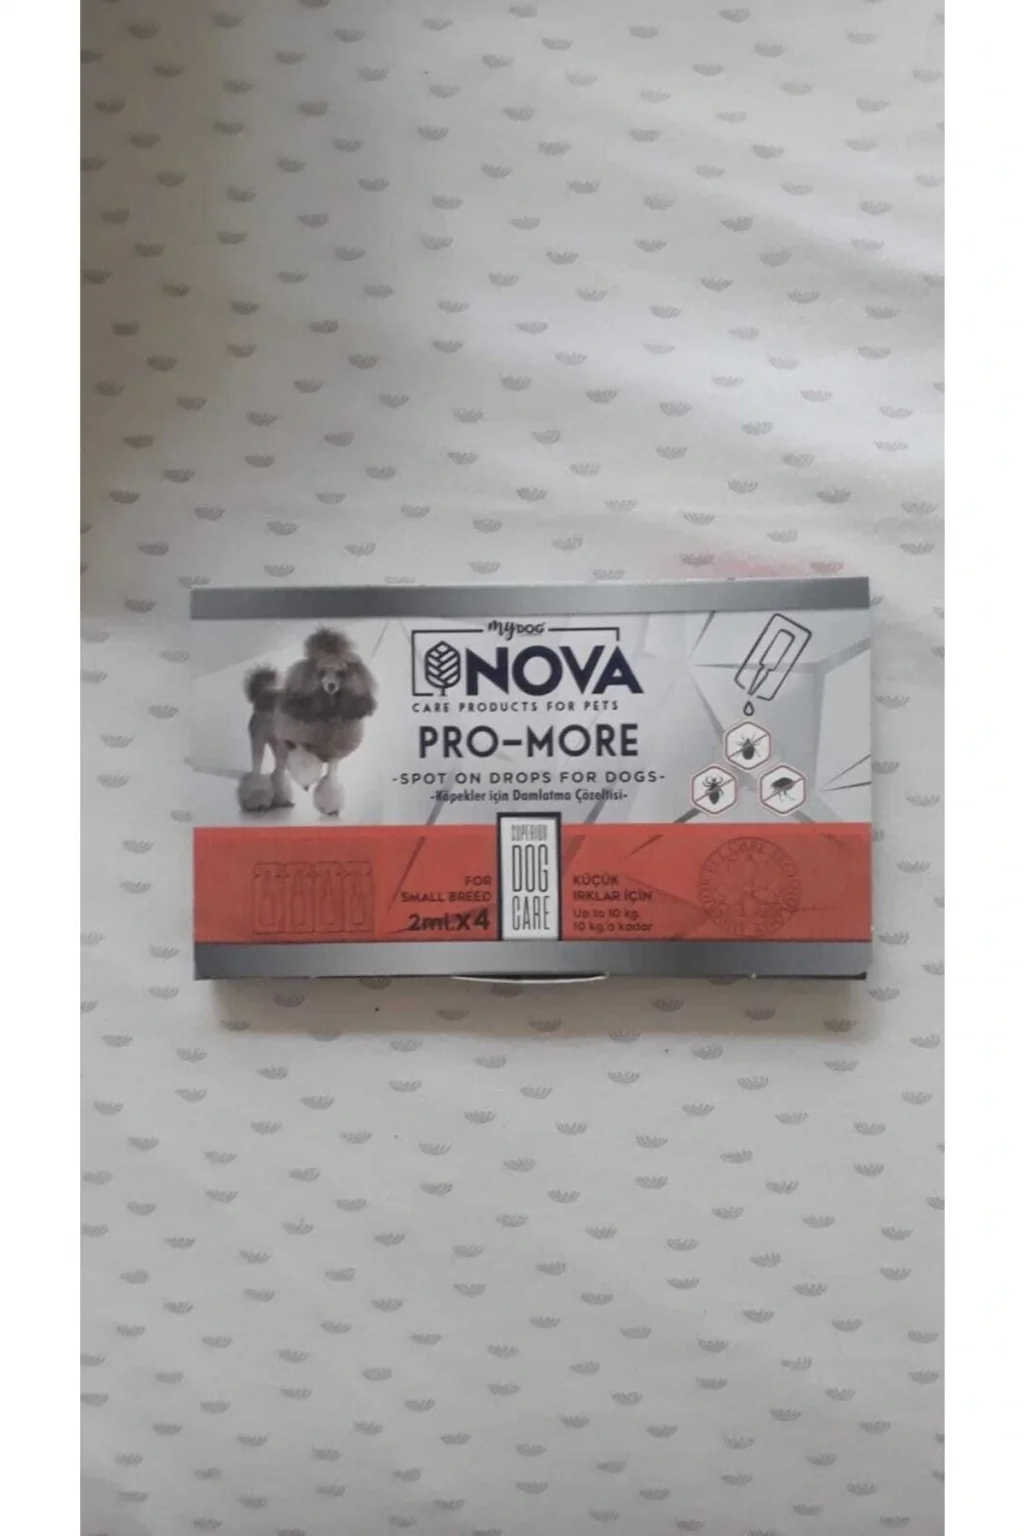 myDOG
NOVA
CARE PRODUCTS FOR PETS
PRO-MORE
-SPOT ON DROPS FOR DOGS-
-Köpekler için Damlatma Çözeltisi-
FOR
SMALL BREED
2ml.X4
SUPERIOR
DOG
CARE
KÜÇÜK
IRKLAR İÇİN
Up to 10 kg.
10 kg.a kadar